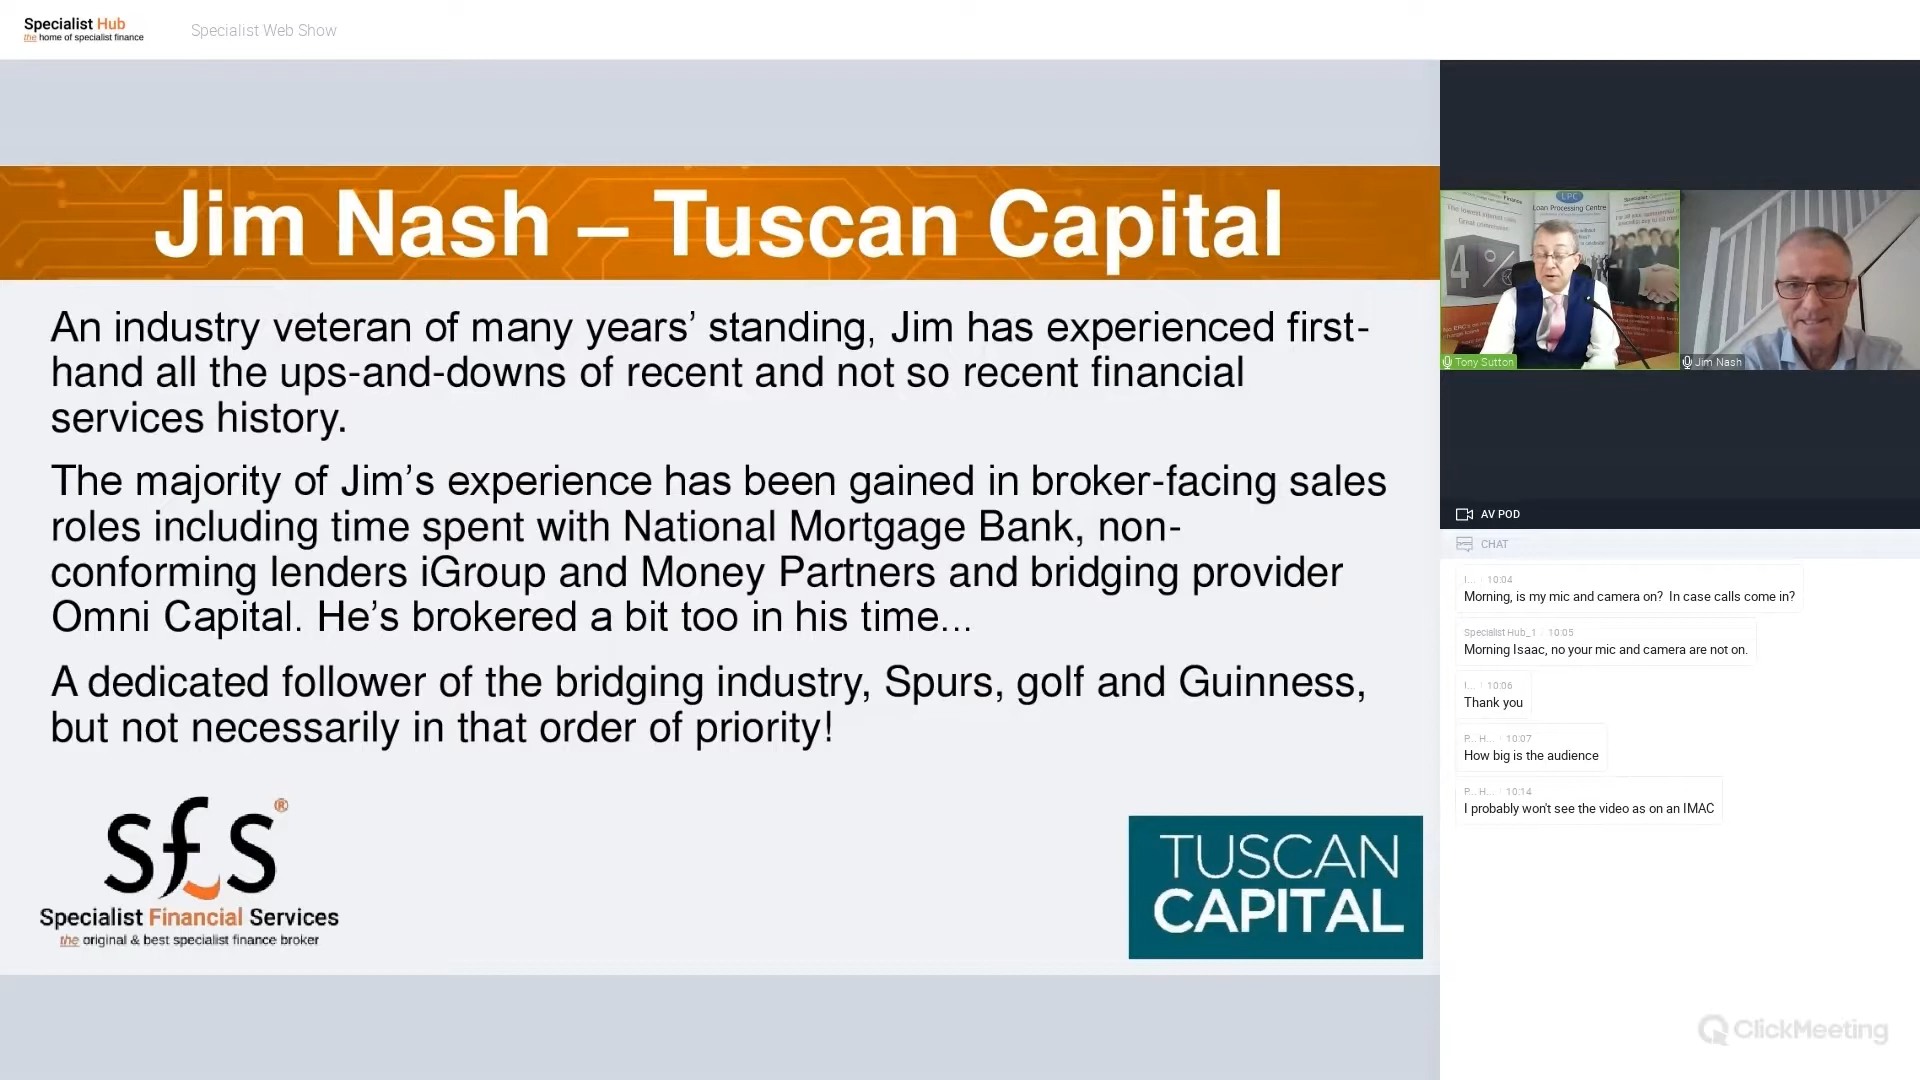 Specialist Hub
the home of specialist finance
Specialist Web Show
Jim Nash – Tuscan Capital
An industry veteran of many years’ standing, Jim has experienced first-
hand all the ups-and-downs of recent and not so recent financial
services history.
The majority of Jim’s experience has been gained in broker-facing sales
roles including time spent with National Mortgage Bank, non-
conforming lenders iGroup and Money Partners and bridging provider
Omni Capital. He’s brokered a bit too in his time...
A dedicated follower of the bridging industry, Spurs, golf and Guinness,
but not necessarily in that order of priority!
sfs®
Specialist Financial Services
the original & best specialist finance broker
TUSCAN
CAPITAL
LPC
Loan Processing Centre
4%
Tony Sutton
Jim Nash
AV POD
CHAT
I... 10:04
Morning, is my mic and camera on? In case calls come in?
Specialist Hub_1 10:05
Morning Isaac, no your mic and camera are not on.
I... 10:06
Thank you
P... H... 10:07
How big is the audience
P... H... 10:14
I probably won't see the video as on an IMAC
ClickMeeting